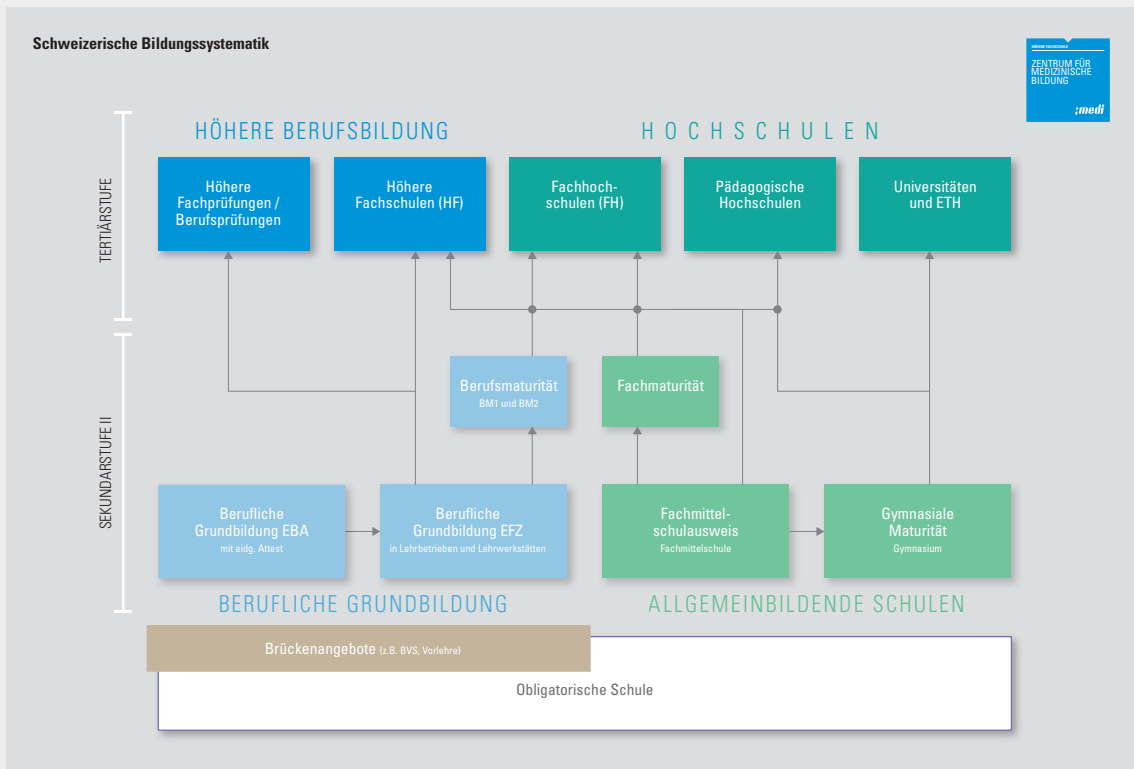 Schweizerische Bildungssystematik
HÖHERE FACHSCHULE
ZENTRUM FÜR
MEDIZINISCHE
BILDUNG
;medi
HÖHERE BERUFSBILDUNG
HOCHSCHULEN
TERTIÄRSTUFE
Höhere
Fachprüfungen /
Berufsprüfungen
Höhere
Fachschulen (HF)
Fachhoch-
schulen (FH)
Pädagogische
Hochschulen
Universitäten
und ETH
SEKUNDARSTUFE II
Berufsmaturität
BM1 und BM2
Fachmaturität
Berufliche
Grundbildung EBA
mit eidg. Attest
Berufliche
Grundbildung EFZ
in Lehrbetrieben und Lehrwerkstätten
Fachmittel-
schulausweis
Fachmittelschule
Gymnasiale
Maturität
Gymnasium
BERUFLICHE GRUNDBILDUNG
ALLGEMEINBILDENDE SCHULEN
Brückenangebote (z.B. BVS, Vorlehre)
Obligatorische Schule